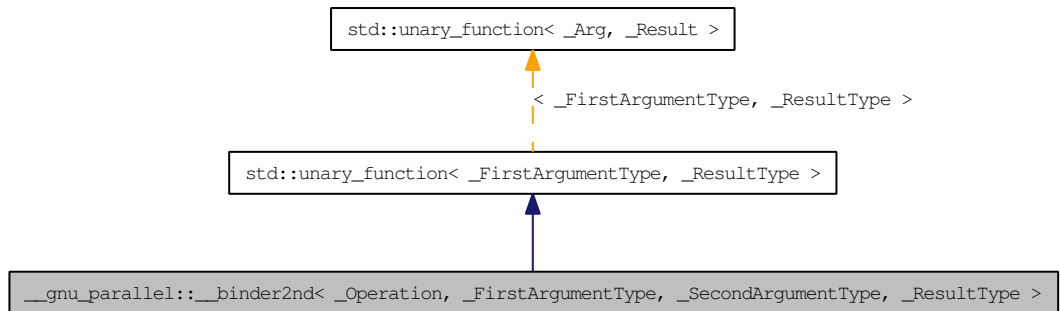 std::unary_function< _Arg, _Result >
< _FirstArgumentType, _ResultType >
std::unary_function< _FirstArgumentType, _ResultType >
__gnu_parallel::__binder2nd< _Operation, _FirstArgumentType, _SecondArgumentType, _ResultType >